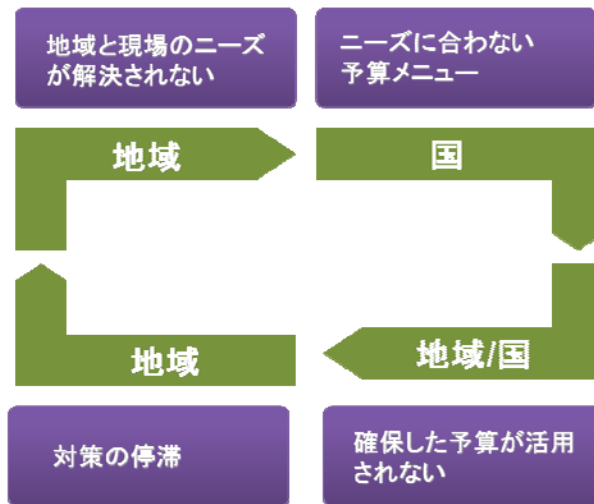 地域と現場のニーズ
が解決されない
ニーズに合わない
予算メニュー
地域
国
地域
地域/国
対策の停滞
確保した予算が活用
されない